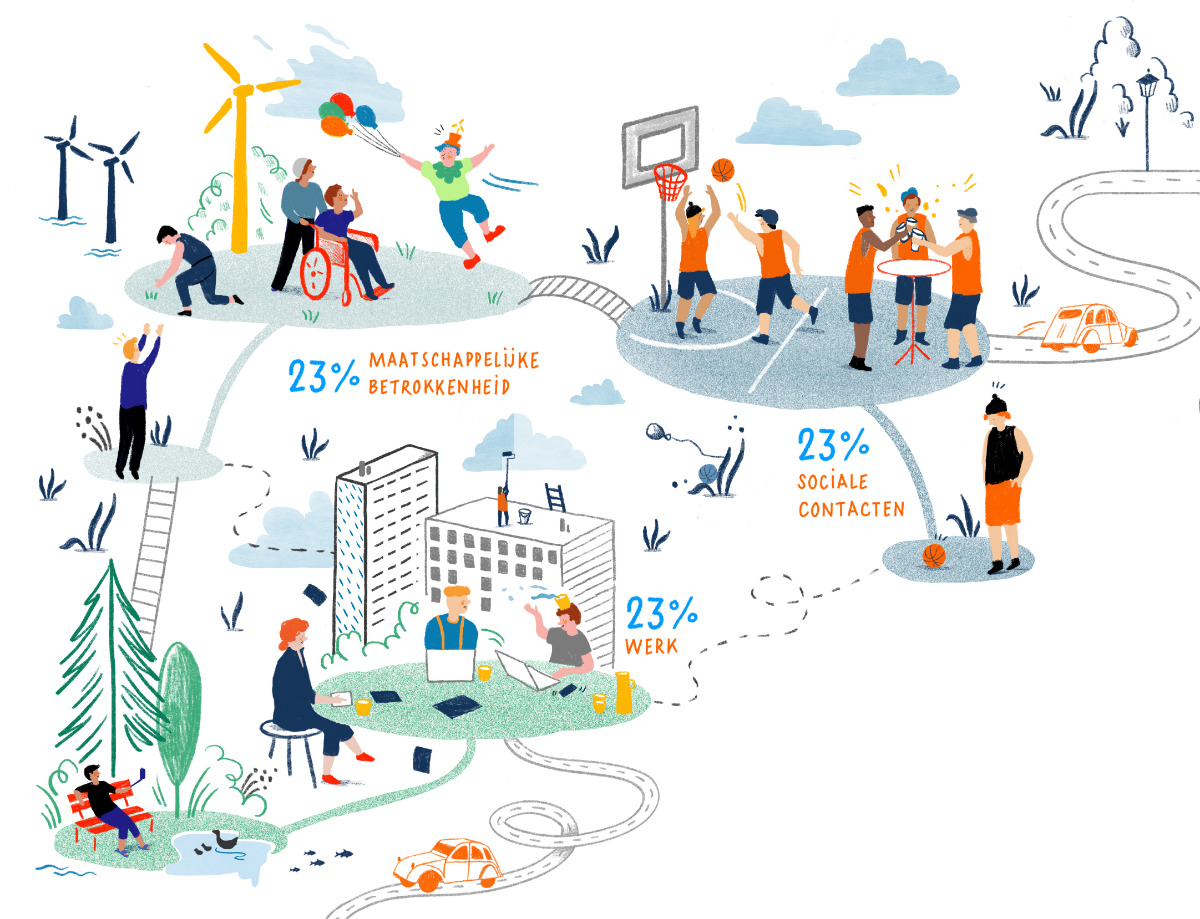 23% MAATSCHAPPELIJKE
BETROKKENHEID
23%
SOCIALE
CONTACTEN
23%
WERK